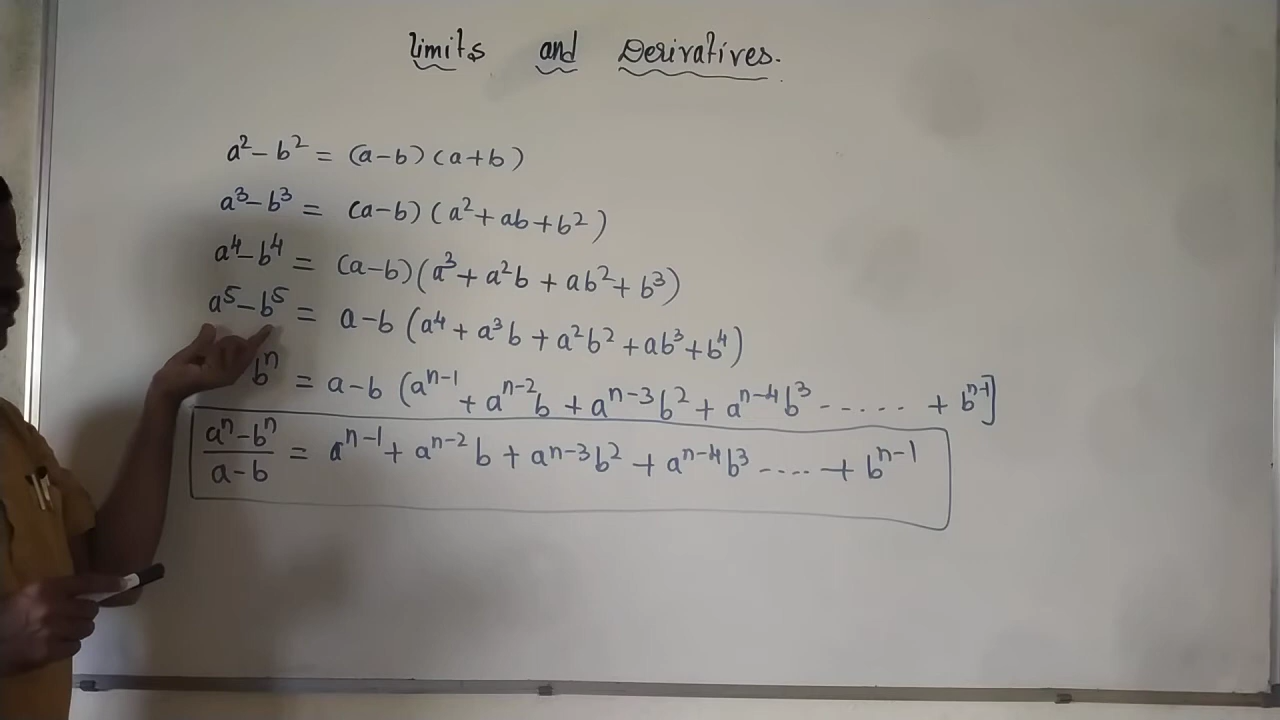 Limits and Derivatives.
a² - b² = (a-b) (a+b)
a³ - b³ = (a-b) (a² + ab + b²)
a⁴ - b⁴ = (a-b) (a³ + a²b + ab² + b³)
a⁵ - b⁵ = a-b (a⁴ + a³b + a²b² + ab³ + b⁴)
bⁿ = a-b (aⁿ⁻¹ + aⁿ⁻²b + aⁿ⁻³b² + aⁿ⁻⁴b³ ------ + bⁿ⁻¹]
(aⁿ - bⁿ)/(a-b) = aⁿ⁻¹ + aⁿ⁻²b + aⁿ⁻³b² + aⁿ⁻⁴b³ ----- + bⁿ⁻¹